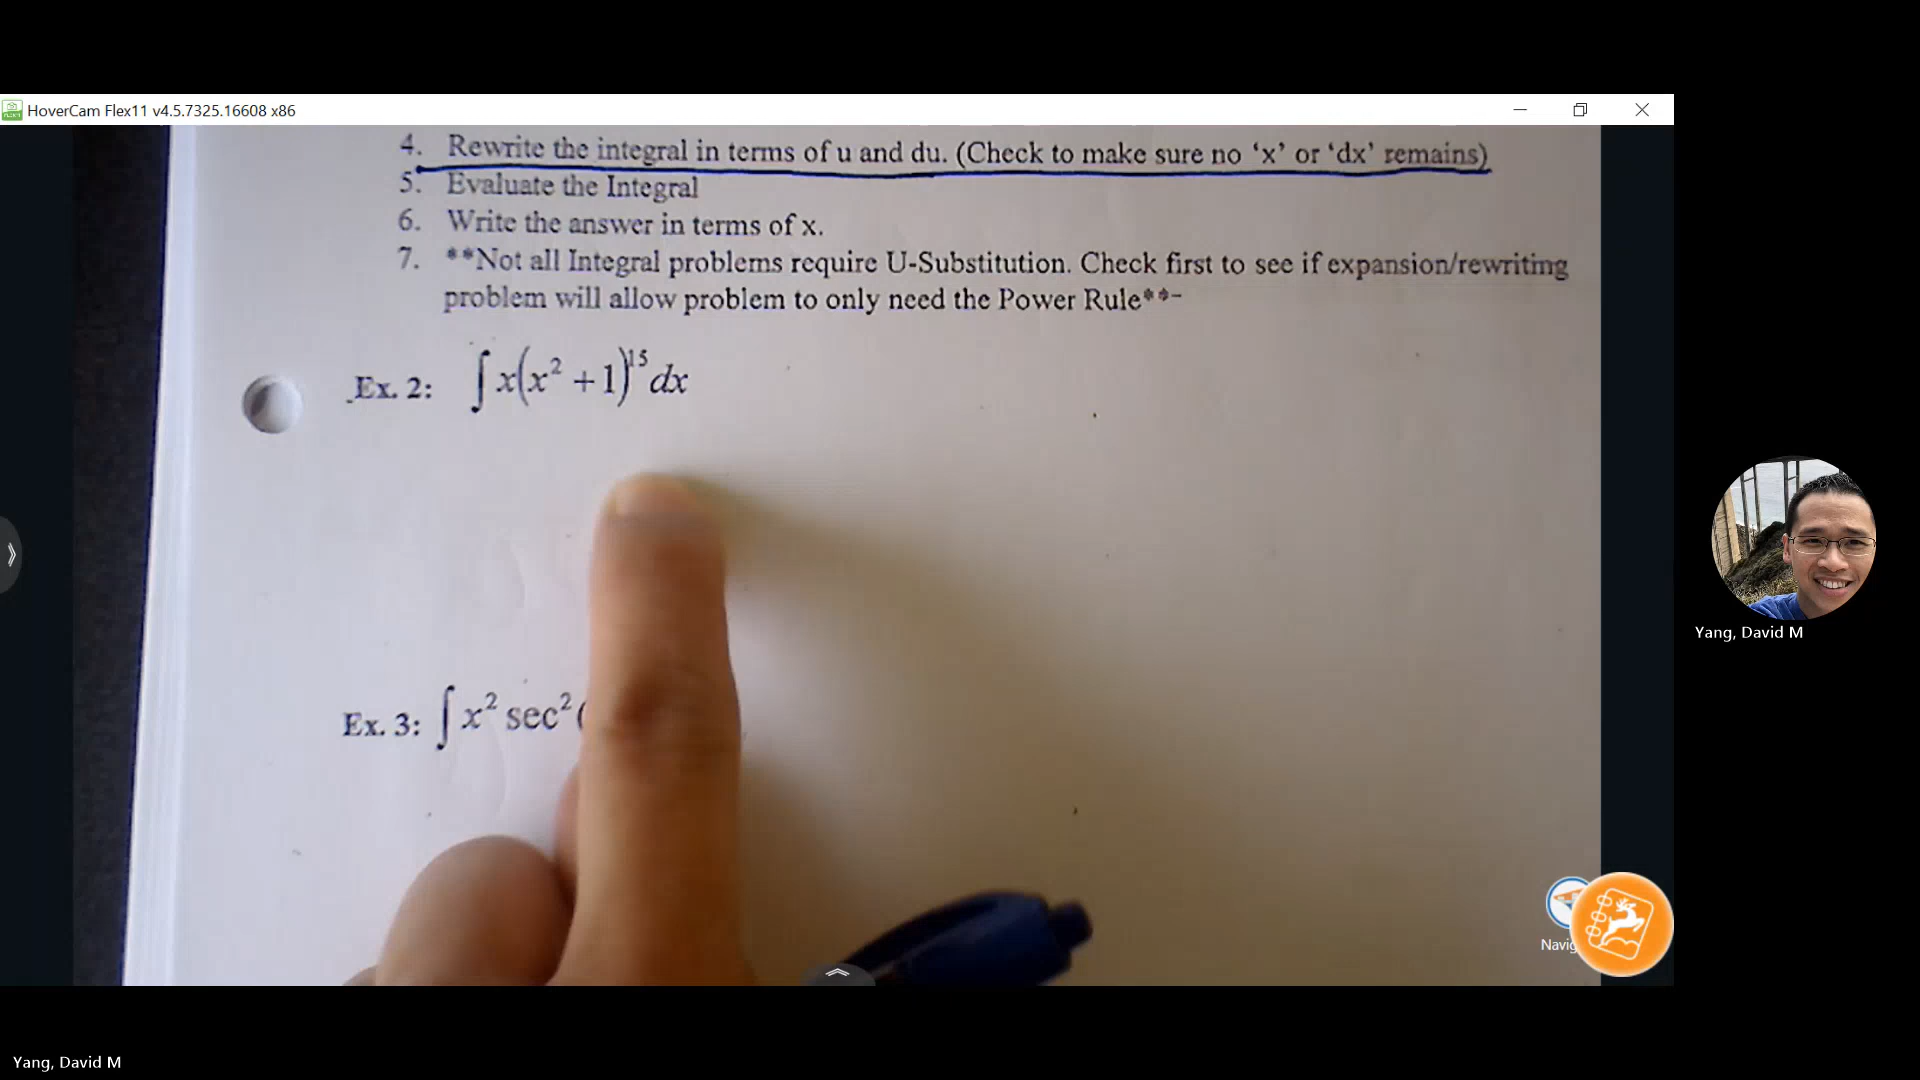 HoverCam Flex11 v4.5.7325.16608 x86
4. Rewrite the integral in terms of u and du. (Check to make sure no ‘x’ or ‘dx’ remains)
5. Evaluate the Integral
6. Write the answer in terms of x.
7. **Not all Integral problems require U-Substitution. Check first to see if expansion/rewriting
problem will allow problem to only need the Power Rule**-
Ex. 2: ∫x(x² +1)¹⁵dx
Ex. 3: ∫x² sec²(
Yang, David M
Yang, David M